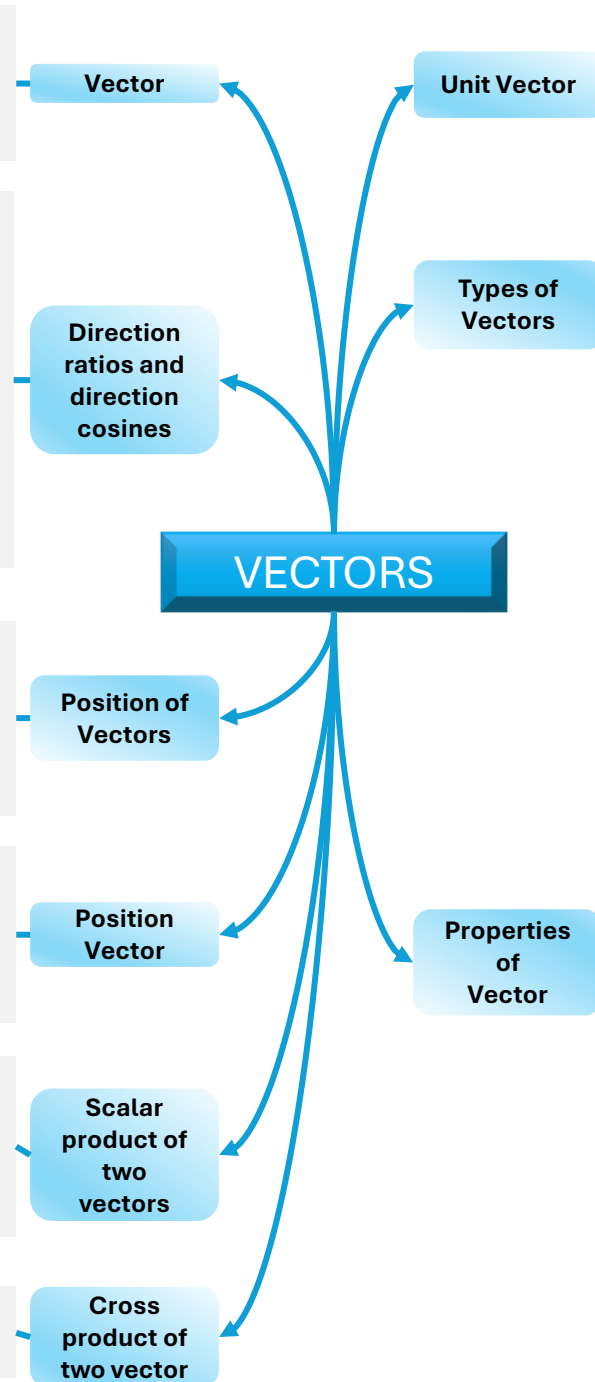 Vector
Unit Vector
Types of
Vectors
Direction
ratios and
direction
cosines
VECTORS
Position of
Vectors
Position
Vector
Properties
of
Vector
Scalar
product of
two
vectors
Cross
product of
two vector